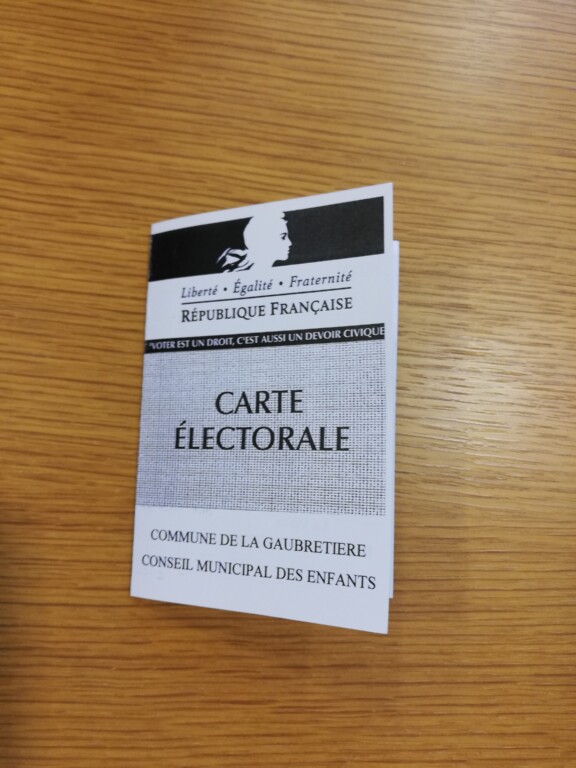 Liberté • Égalité • Fraternité
RÉPUBLIQUE FRANÇAISE
"VOTER EST UN DROIT, C'EST AUSSI UN DEVOIR CIVIQUE
CARTE
ÉLECTORALE
COMMUNE DE LA GAUBRETIERE
CONSEIL MUNICIPAL DES ENFANTS